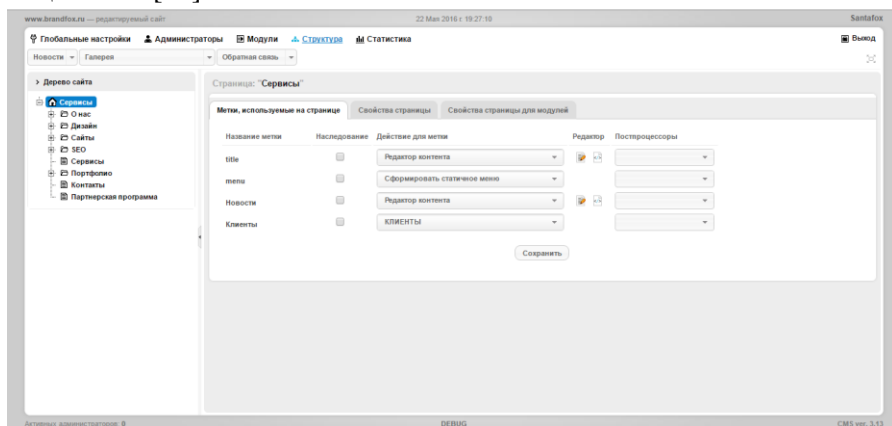 www.brandfox.ru — редактируемый сайт 22 Мая 2016 г. 19:27:10 Santafox
Глобальные настройки Администраторы Модули Структура Статистика Выход
Новости Галерея Обратная связь
Дерево сайта
Страница: "Сервисы"
Сервисы
О нас
Дизайн
Сайты
SEO
Сервисы
Портфолио
Контакты
Партнерская программа
Метки, используемые на странице Свойства страницы Свойства страницы для модулей
Название метки Наследование Действие для метки Редактор Постпроцессоры
title Редактор контента
menu Сформировать статичное меню
Новости Редактор контента
Клиенты КЛИЕНТЫ
Сохранить
Активных администраторов: 0 DEBUG CMS ver. 3.13